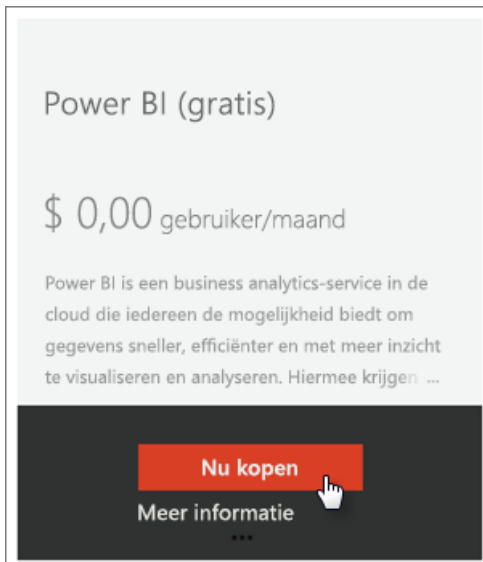 Power BI (gratis)
$ 0,00 gebruiker/maand
Power BI is een business analytics-service in de
cloud die iedereen de mogelijkheid biedt om
gegevens sneller, efficiënter en met meer inzicht
te visualiseren en analyseren. Hiermee krijgen ...
Nu kopen
Meer informatie
...